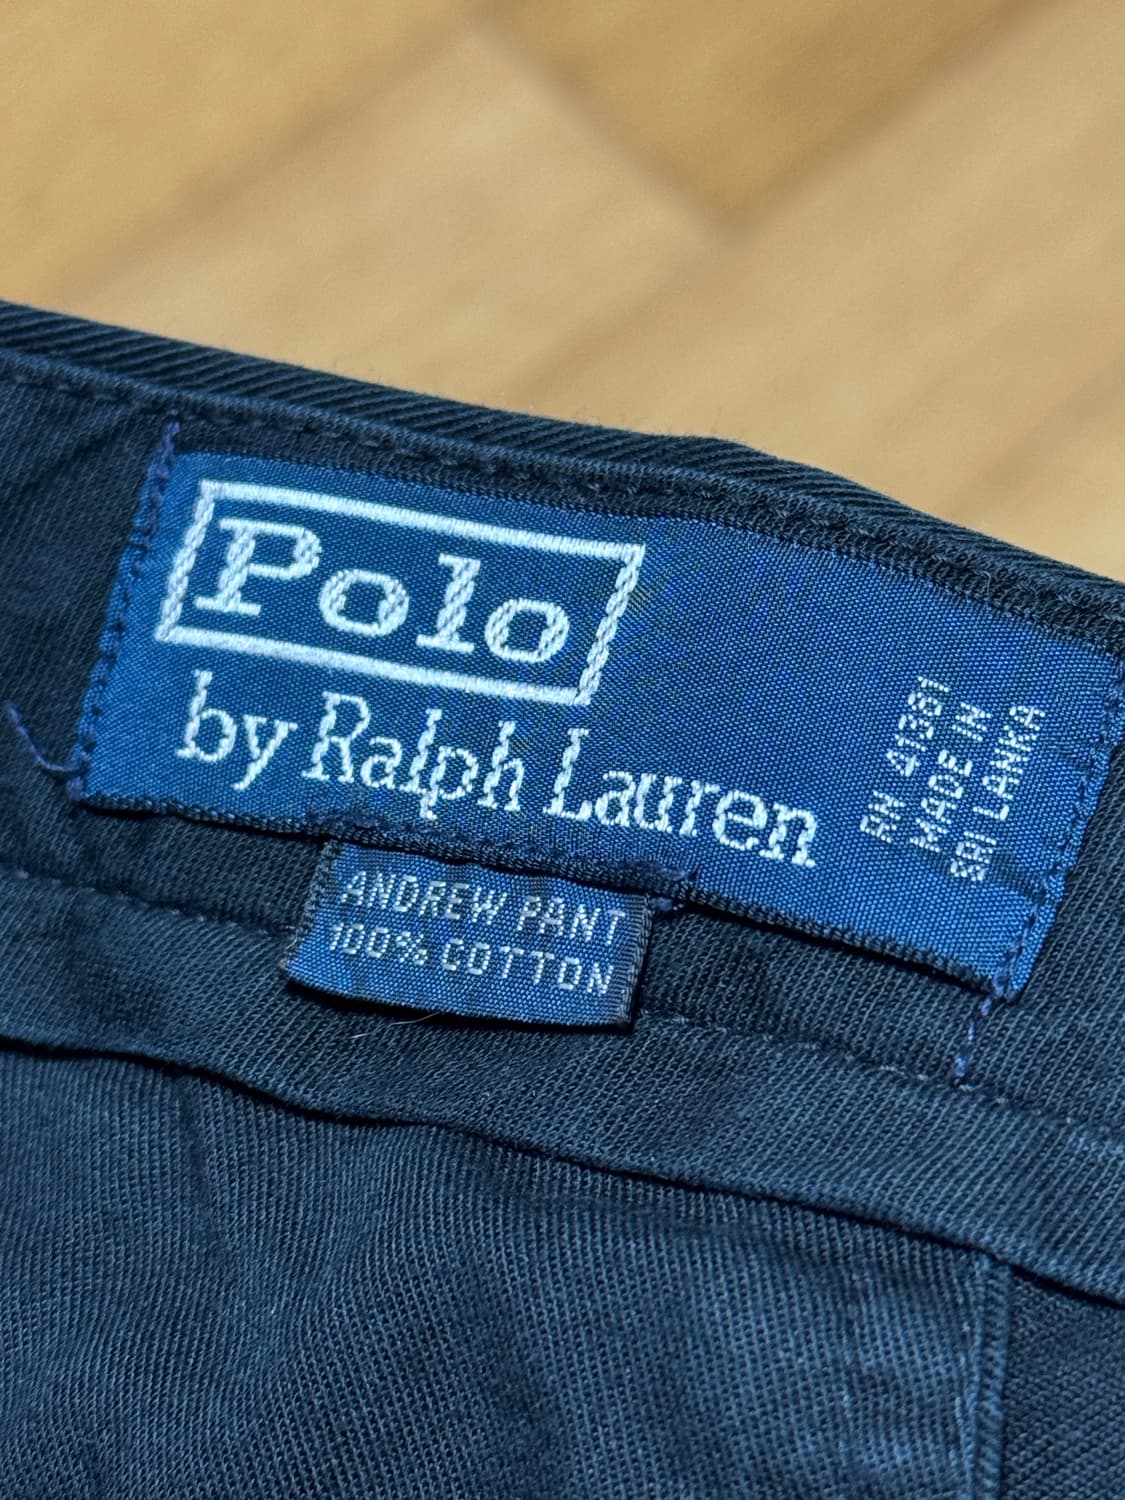 Polo
by Ralph Lauren
RN 41381
MADE IN
SRI LANKA
ANDREW PANT
100% COTTON